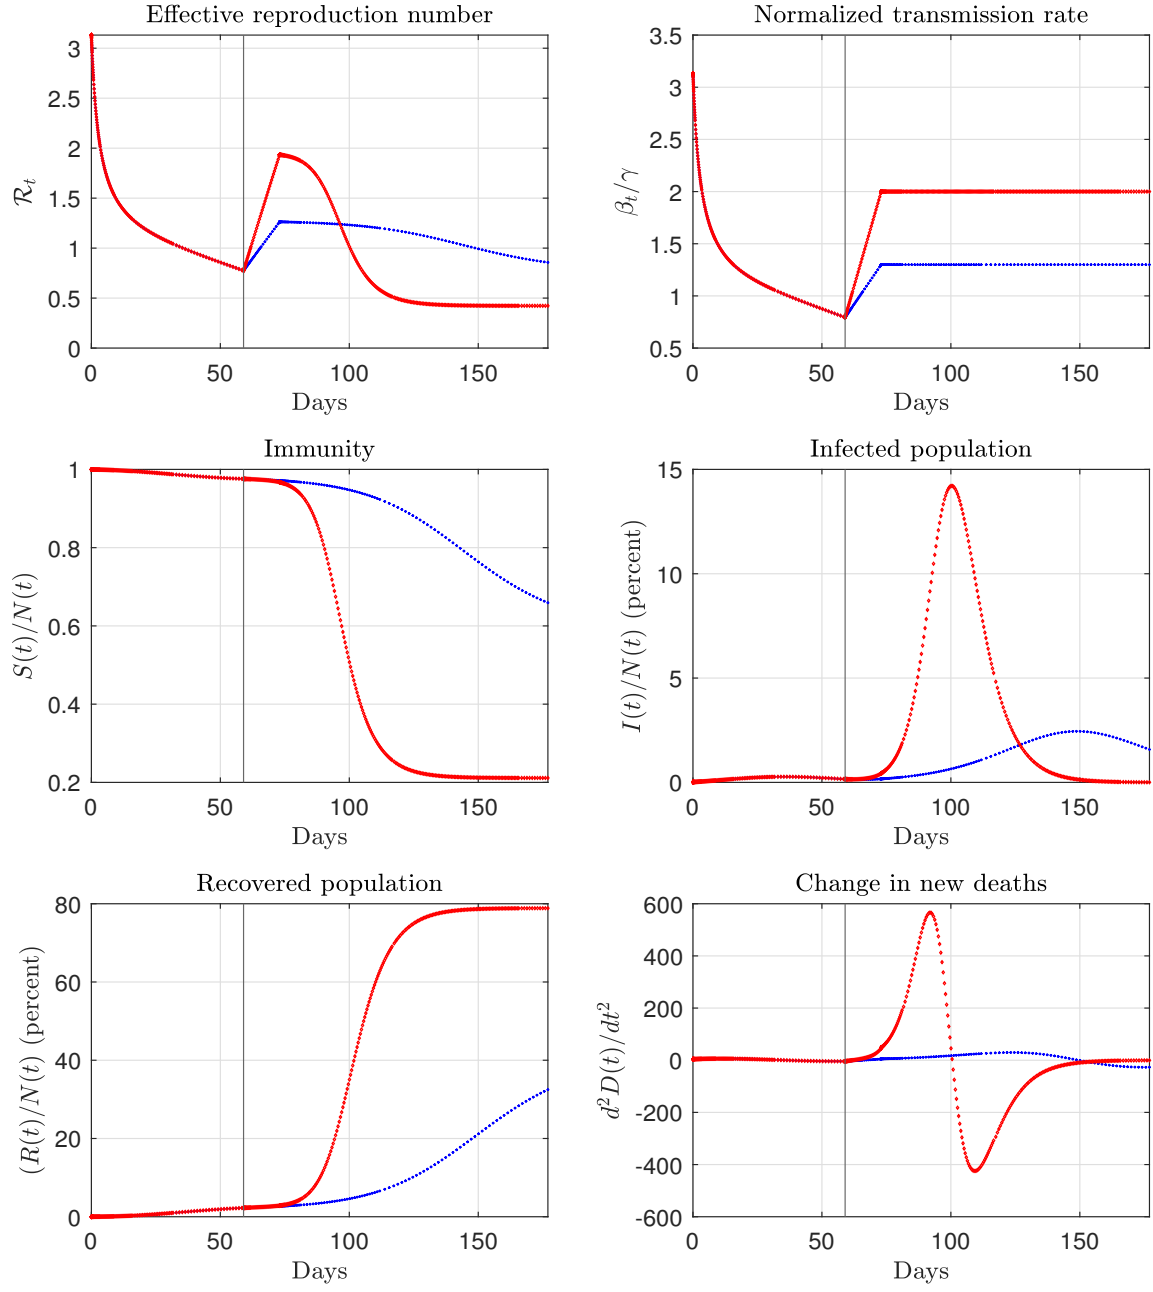 Effective reproduction number
3
2.5
2
1.5
1
0.5
0
ℛₜ
0 50 100 150
Days
Normalized transmission rate
3.5
3
2.5
2
1.5
1
0.5
βₜ/γ
0 50 100 150
Days
Immunity
1
0.8
0.6
0.4
0.2
S(t)/N(t)
0 50 100 150
Days
Infected population
15
10
5
0
I(t)/N(t) (percent)
0 50 100 150
Days
Recovered population
80
60
40
20
0
(R(t)/N(t) (percent)
0 50 100 150
Days
Change in new deaths
600
400
200
0
-200
-400
-600
d²D(t)/dt²
0 50 100 150
Days